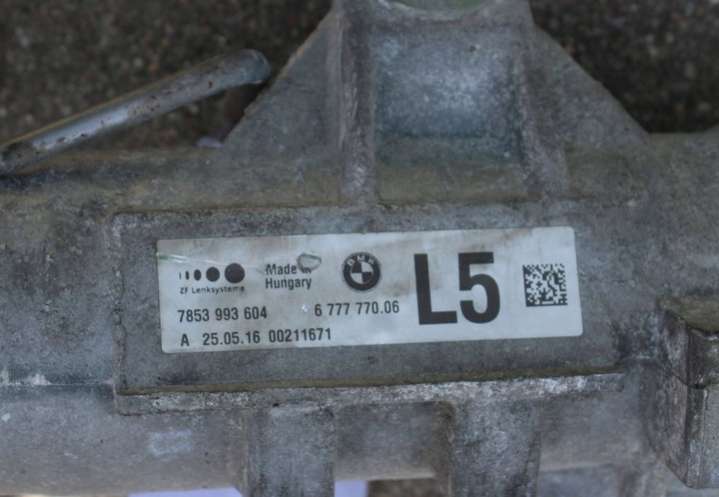 ZF Lenksysteme
Made in
Hungary
BMW
L5
7853 993 604
6 777 770.06
A 25.05.16 00211671